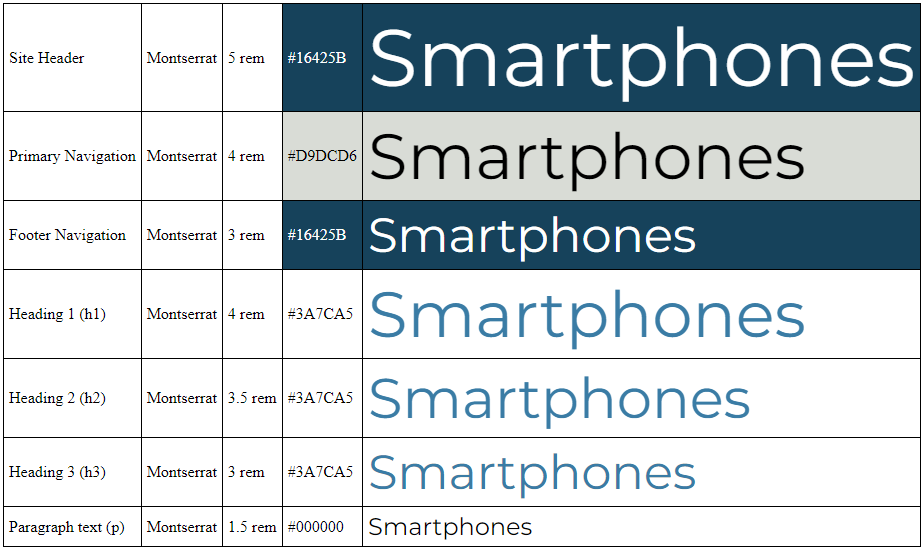 Site Header Montserrat 5 rem #16425B Smartphones
Primary Navigation Montserrat 4 rem #D9DCD6 Smartphones
Footer Navigation Montserrat 3 rem #16425B Smartphones
Heading 1 (h1) Montserrat 4 rem #3A7CA5 Smartphones
Heading 2 (h2) Montserrat 3.5 rem #3A7CA5 Smartphones
Heading 3 (h3) Montserrat 3 rem #3A7CA5 Smartphones
Paragraph text (p) Montserrat 1.5 rem #000000 Smartphones